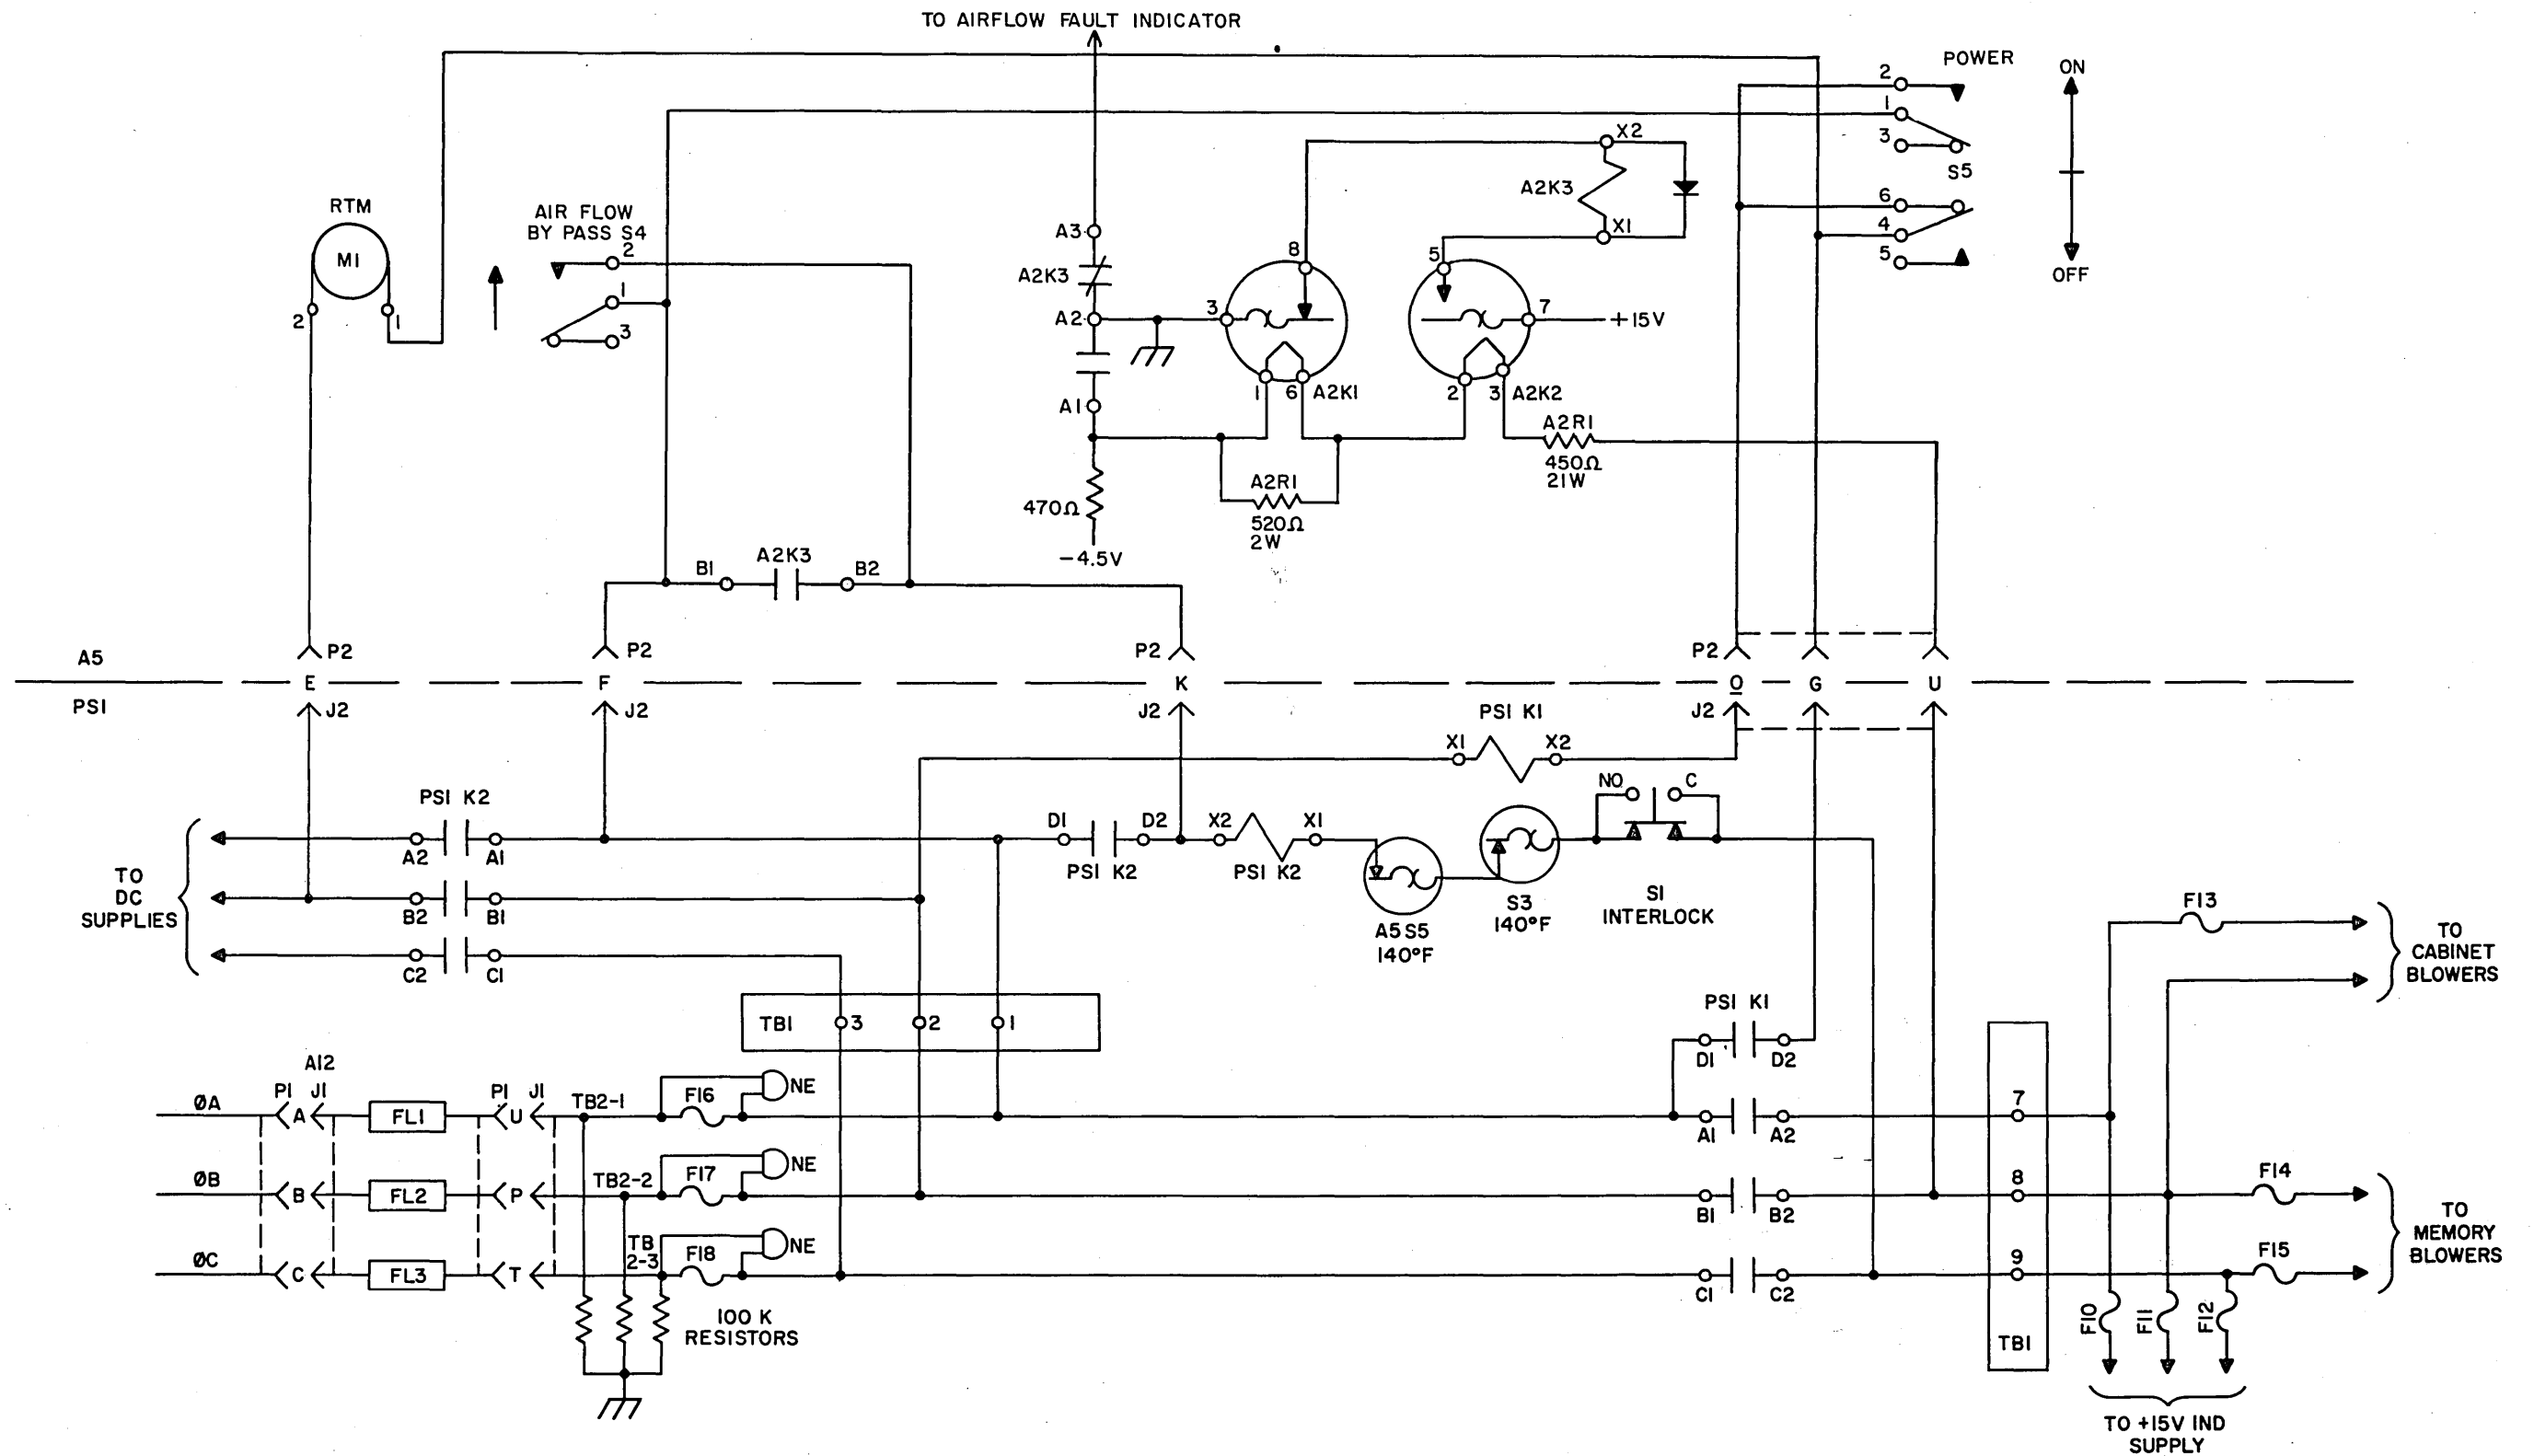 TO AIRFLOW FAULT INDICATOR
POWER
ON
2
1
3
S5
6
4
5
OFF
X2
A2K3
X1
RTM
M1
2
1
AIR FLOW
BY PASS S4
2
1
3
A3
A2K3
A2
A1
8
3
1
6
A2K1
5
7
+15V
2
3
A2K2
A2R1
450Ω
21W
A2R1
520Ω
2W
470Ω
-4.5V
B1
A2K3
B2
A5
P2
P2
P2
P2
E
F
K
O
G
U
PS1
J2
J2
J2
J2
PS1 K1
X1
X2
NO
C
PS1 K2
D1
D2
X2
X1
A2
A1
PS1 K2
PS1 K2
TO
DC
SUPPLIES
B2
B1
A5S5
140°F
S3
140°F
S1
INTERLOCK
C2
C1
F13
TO
CABINET
BLOWERS
TB1
3
2
1
PS1 K1
D1
D2
A12
P1
J1
P1
J1
ØA
A
FL1
U
TB2-1
F16
NE
A1
A2
7
ØB
B
FL2
P
TB2-2
F17
NE
B1
B2
8
F14
ØC
C
FL3
T
TB
2-3
F18
NE
C1
C2
9
F15
TO
MEMORY
BLOWERS
100 K
RESISTORS
TB1
F10
F11
F12
TO +15V IND
SUPPLY